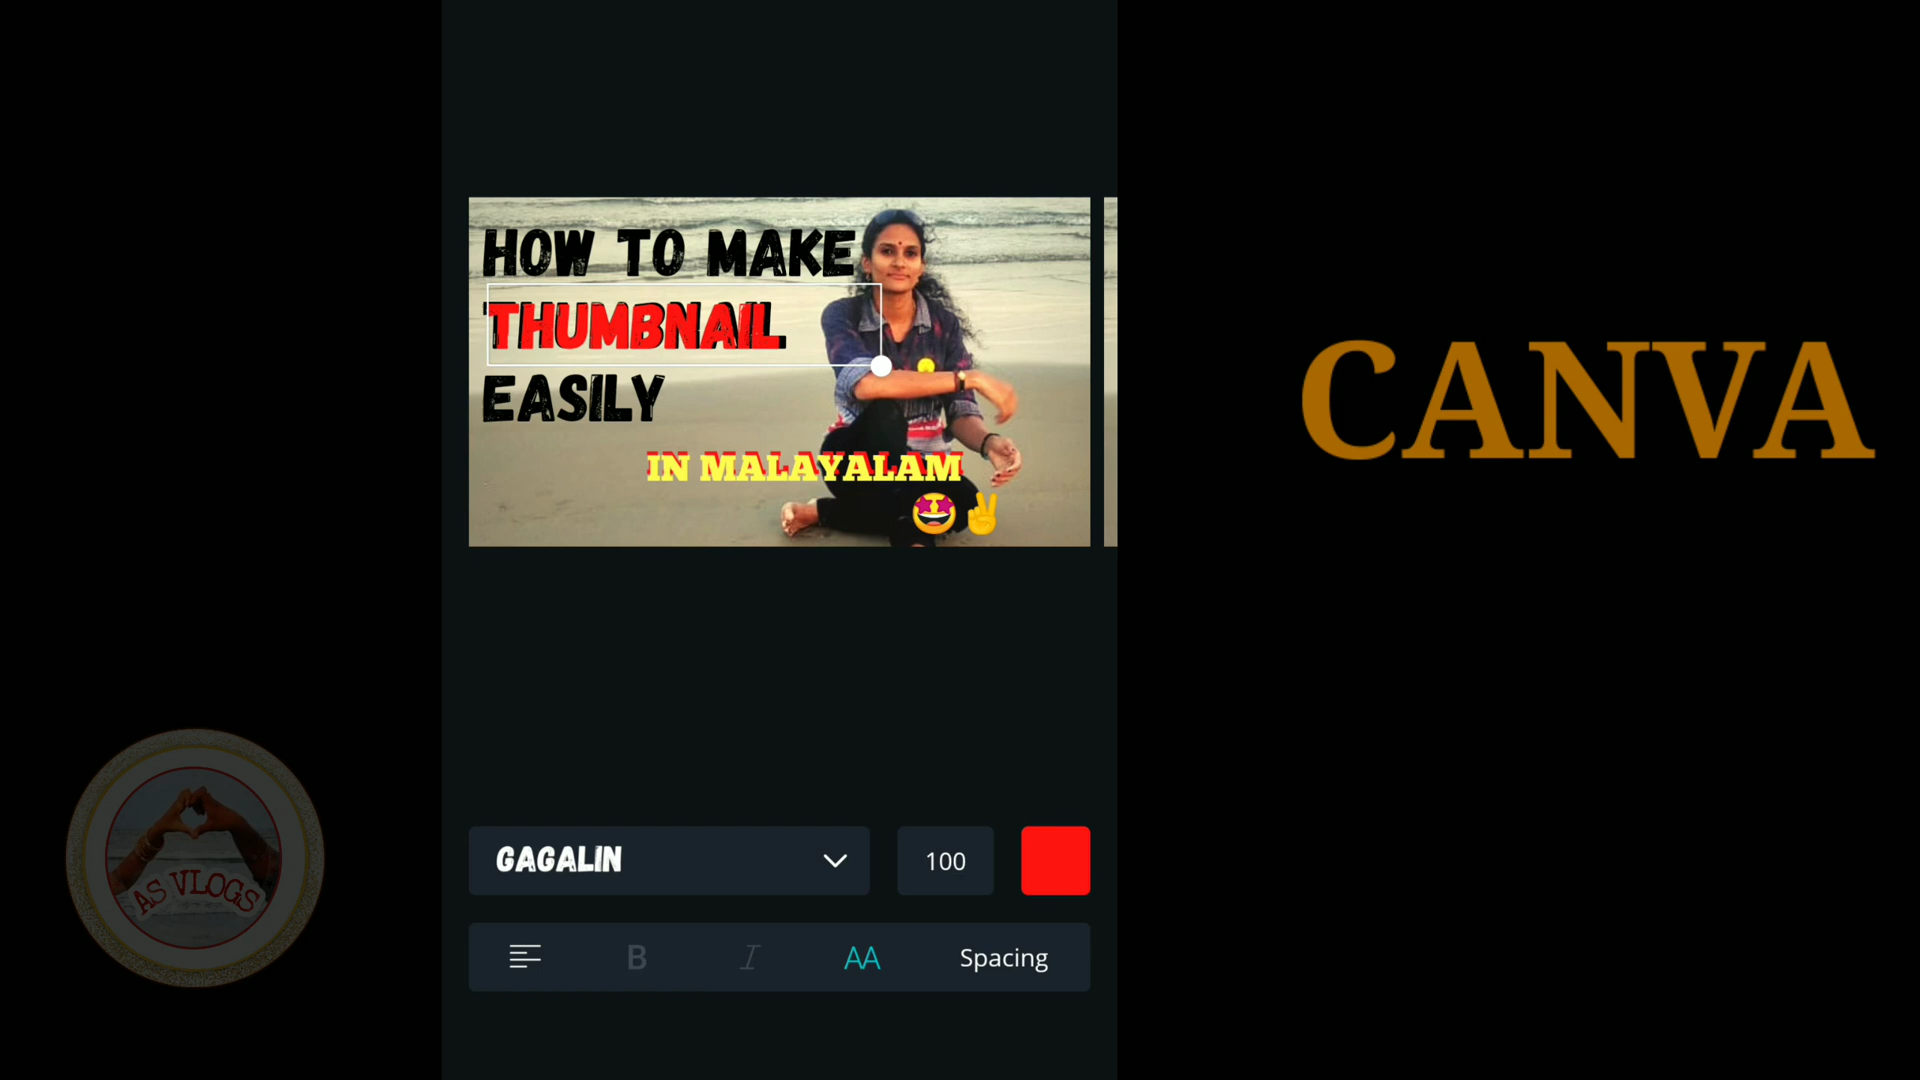 HOW TO MAKE
THUMBNAIL
EASILY
IN MALAYALAM
CANVA
GAGALIN
100
B I AA Spacing
AS VLOGS